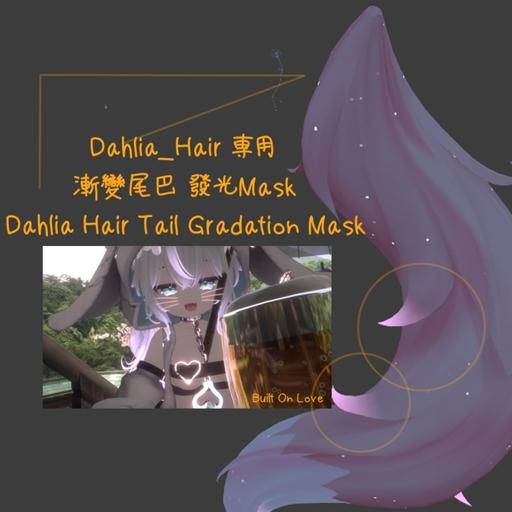 Dahlia_Hair 專用
漸變尾巴 發光Mask
Dahlia Hair Tail Gradation Mask
Built On Love